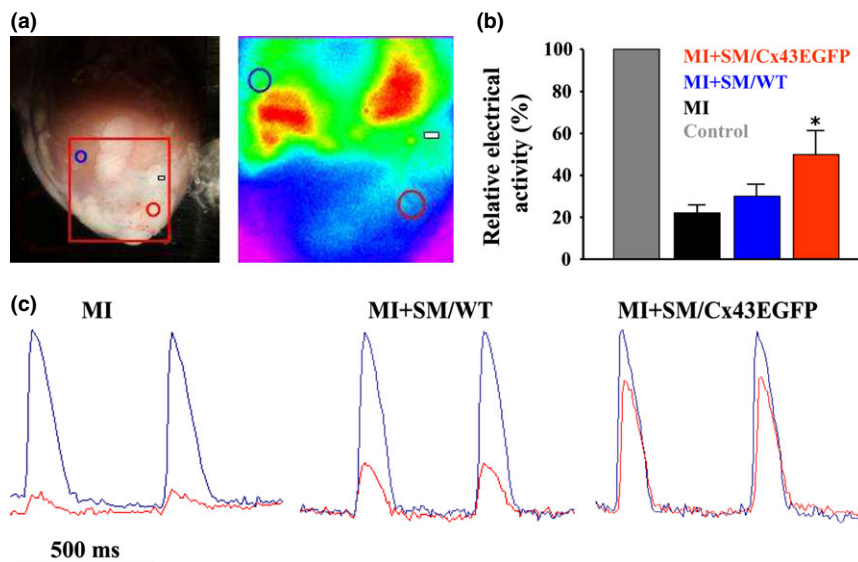 (a)
(b)
Relative electrical
activity (%)
100
80
60
40
20
0
MI+SM/Cx43EGFP
MI+SM/WT
MI
Control
*
(c)
MI
MI+SM/WT
MI+SM/Cx43EGFP
500 ms